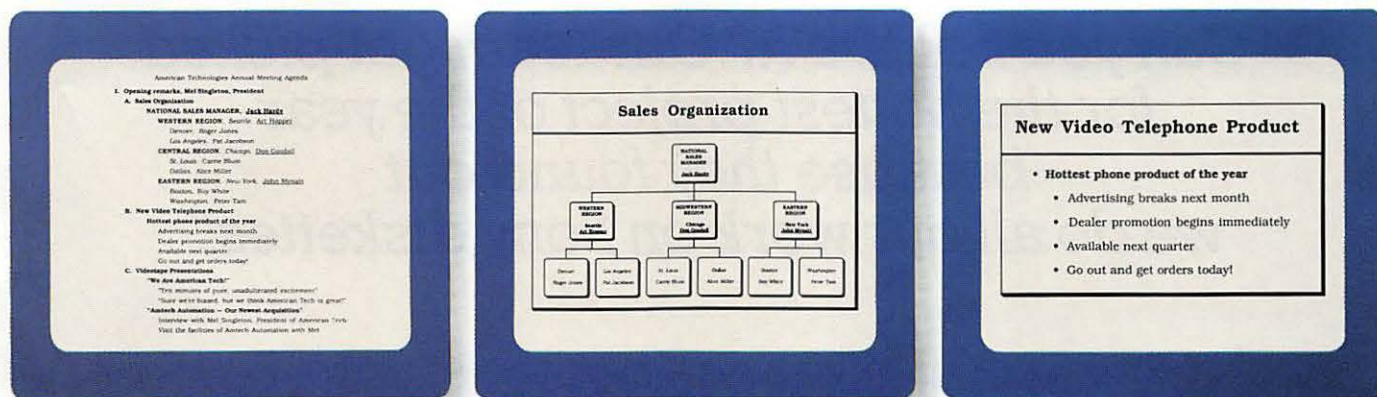 American Technologies Annual Meeting Agenda
I. Opening remarks, Mel Singleton, President
A. Sales Organization
NATIONAL SALES MANAGER, Jack Hardy
WESTERN REGION, Seattle, Art Hopper
Denver, Roger Jones
Los Angeles, Pat Jacobson
CENTRAL REGION, Don Goodall
St. Louis, Carrie Blum
Dallas, Alice Miller
EASTERN REGION, New York, John
Boston, Roy White
Washington, Peter Tam
B. New Video Telephone Product
Hottest phone product of the year
Advertising breaks next month
Dealer promotion begins immediately
Available next quarter
Go out and get orders today!
C. Videotape Presentations
"We Are American Tech!"
"Ten minutes of pure, unadulterated excitement"
"Sure we're biased, but we think American Tech is great!"
"Amtech Automation — Our Newest Acquisition"
Interview with Mel Singleton, President of American Tech
Visit the facilities of Amtech Automation with Mel
Sales Organization
NATIONAL
SALES
MANAGER
Jack Hardy
WESTERN
REGION
Seattle
Art Hopper
MIDWESTERN
REGION
Chicago
Don Goodall
EASTERN
REGION
New York
John
Denver
Roger Jones
Los Angeles
Pat Jacobson
St. Louis
Carrie Blum
Dallas
Alice Miller
Boston
Roy White
Washington
Peter Tam
New Video Telephone Product
• Hottest phone product of the year
• Advertising breaks next month
• Dealer promotion begins immediately
• Available next quarter
• Go out and get orders today!